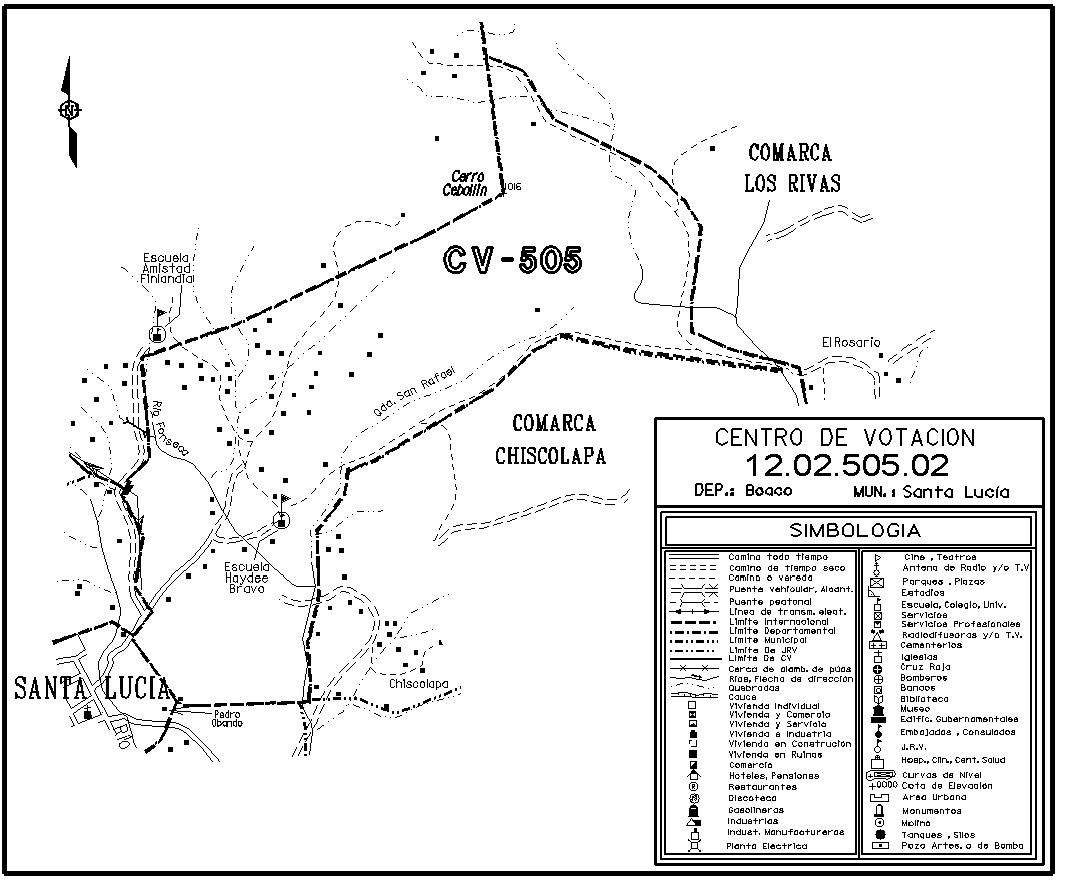 N
COMARCA
LOS RIVAS
Cerro
Cebollin
1016
CV-505
Escuela
Amistad
Finlandia
El Rosario
Río Fonseca
Qda. San Rafael
COMARCA
CHISCOLAPA
Escuela
Haydee
Bravo
SANTA LUCIA
Chiscolapa
Pedro
Obando
RIO
CENTRO DE VOTACION
12.02.505.02
DEP.: Boaco MUN.: Santa Lucía
SIMBOLOGIA
Camino todo tiempo
Camino de tiempo seco
Camino o vereda
Puente vehicular, Alcant.
Puente peatonal
Línea de transm. elect.
Límite Internacional
Límite Departamental
Límite Municipal
Límite De JRV
Límite De CV
Cerca de alamb. de púas
Ríos, Flecha de dirección
Quebradas
Cauce
Vivienda Individual
Vivienda y Comercio
Vivienda y Servicio
Vivienda e Industria
Vivienda en Construción
Vivienda en Ruinas
Comercio
Hoteles, Pensiones
Restaurantes
Discoteca
Gasolineras
Industrias
Indust. Manufactureras
Planta Electrica
Cine , Teatros
Antena de Radio y/o T.V
Parques , Plazas
Estadios
Escuela, Colegio, Univ.
Servicios
Servicios Profesionales
Radiodifusoras y/o T.V.
Cementerios
Iglesias
Cruz Roja
Bomberos
Bancos
Biblioteca
Museo
Edific. Gubernamentales
Embajadas , Consulados
J.R.V.
Hosp., Clin., Cent. Salud
Curvas de Nivel
+0000 Cota de Elevación
Area Urbana
Monumentos
Molino
Tanques , Silos
Pozo Artes. o de Bomba